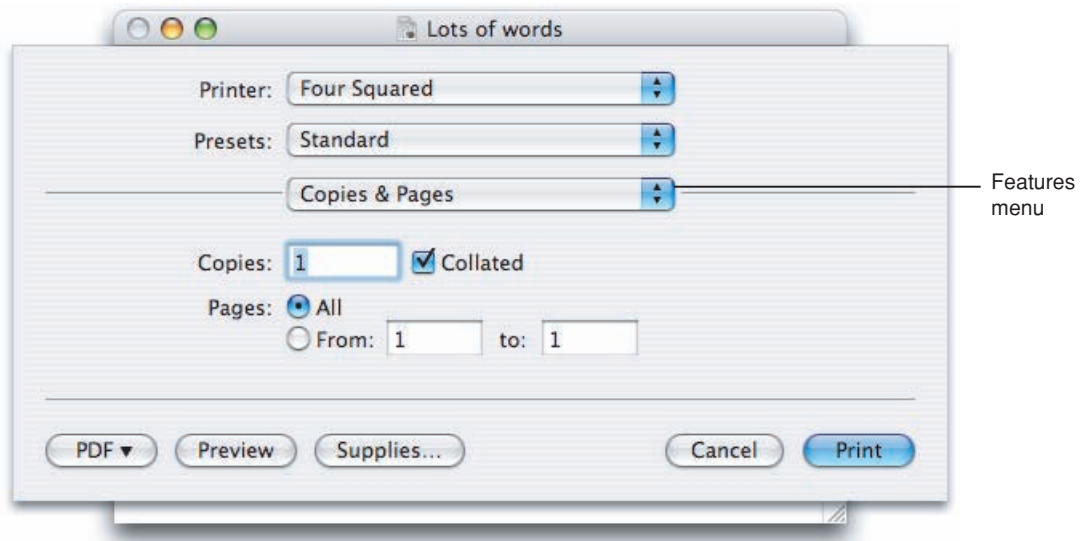 Lots of words
Printer: Four Squared
Presets: Standard
Copies & Pages
Features
menu
Copies: 1 Collated
Pages: All
From: 1 to: 1
PDF Preview Supplies... Cancel Print